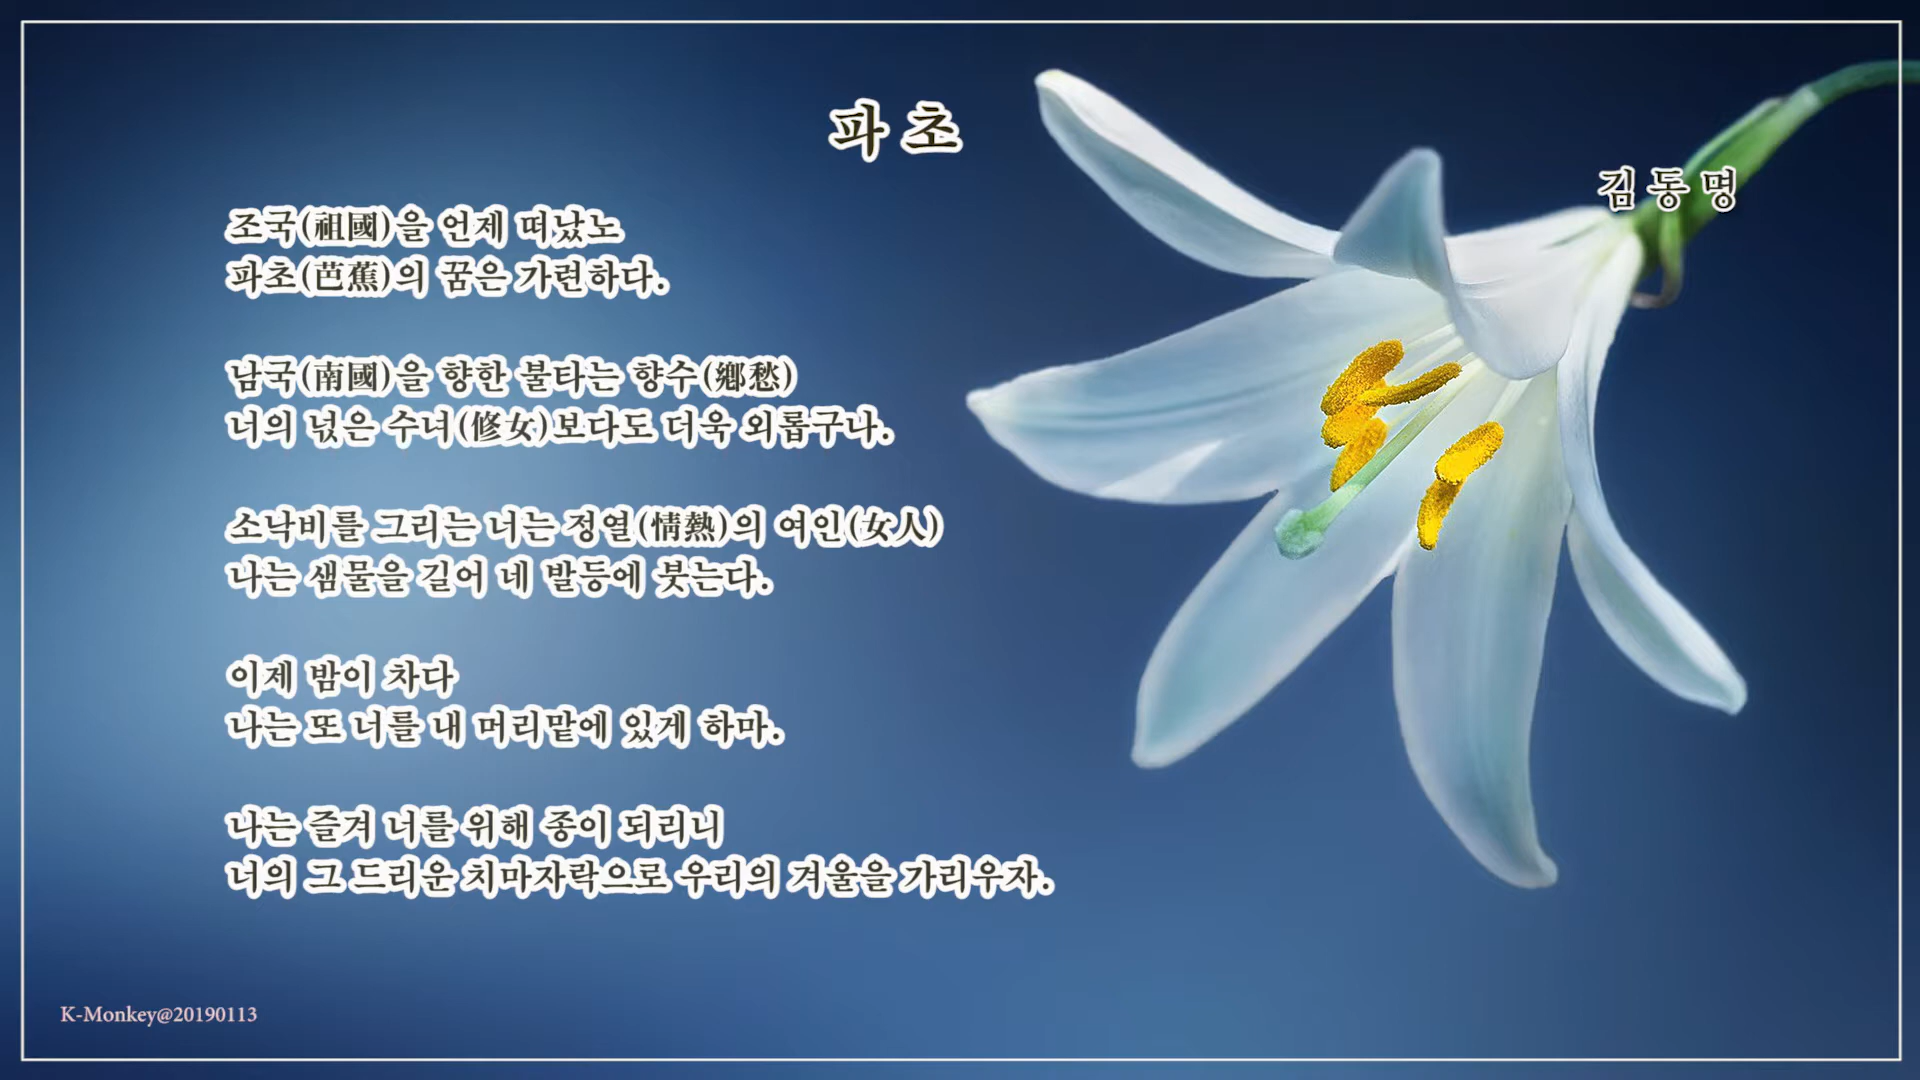 파 초
김 동 명
조국(祖國)을 언제 떠났노
파초(芭蕉)의 꿈은 가련하다.
남국(南國)을 향한 불타는 향수(鄕愁)
너의 넋은 수녀(修女)보다도 더욱 외롭구나.
소낙비를 그리는 너는 정열(情熱)의 여인(女人)
나는 샘물을 길어 네 발등에 붓는다.
이제 밤이 차다
나는 또 너를 내 머리맡에 있게 하마.
나는 즐겨 너를 위해 종이 되리니
너의 그 드리운 치마자락으로 우리의 겨울을 가리우자.
K-Monkey@20190113